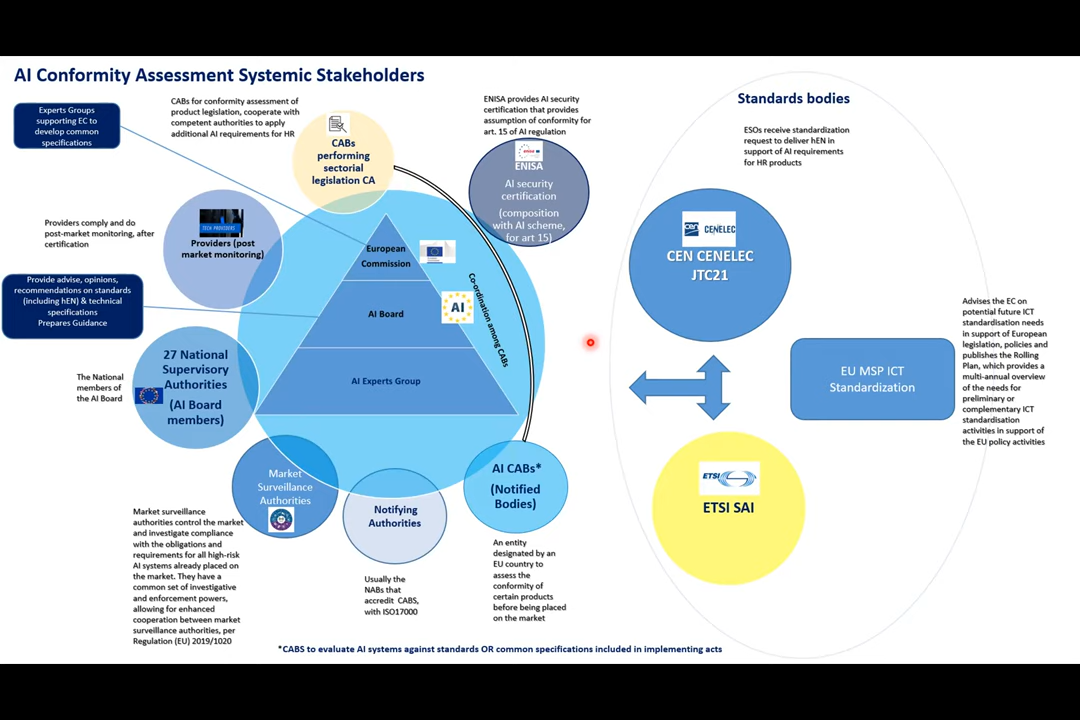 AI Conformity Assessment Systemic Stakeholders
Experts Groups
supporting EC to
develop common
specifications
CABs for conformity assessment of
product legislation, cooperate with
competent authorities to apply
additional AI requirements for HR
CABs
performing
sectorial
legislation CA
ENISA provides AI security
certification that provides
assumption of conformity for
art. 15 of AI regulation
enisa
ENISA
AI security
certification
(composition
with AI scheme,
for art 15)
Providers comply and do
post-market monitoring, after
certification
TECH PROVIDERS
Providers (post
market monitoring)
European
Commission
Provide advise, opinions,
recommendations on standards
(including hEN) & technical
specifications
Prepares Guidance
AI Board
AI
Co-ordination among CABs
AI Experts Group
The National
members of
the AI Board
27 National
Supervisory
Authorities
(AI Board
members)
Market
Surveillance
Authorities
Market surveillance
authorities control the market
and investigate compliance
with the obligations and
requirements for all high-risk
AI systems already placed on
the market. They have a
common set of investigative
and enforcement powers,
allowing for enhanced
cooperation between market
surveillance authorities, per
Regulation (EU) 2019/1020
Notifying
Authorities
Usually the
NABs that
accredit CABS,
with ISO17000
AI CABs*
(Notified
Bodies)
An entity
designated by an
EU country to
assess the
conformity of
certain products
before being placed
on the market
*CABS to evaluate AI systems against standards OR common specifications included in implementing acts
Standards bodies
ESOs receive standardization
request to deliver hEN in
support of AI requirements
for HR products
CEN CENELEC
CEN CENELEC
JTC21
EU MSP ICT
Standardization
Advises the EC on
potential future ICT
standardisation needs
in support of European
legislation, policies and
publishes the Rolling
Plan, which provides a
multi-annual overview
of the needs for
preliminary or
complementary ICT
standardisation
activities in support of
the EU policy activities
ETSI
ETSI SAI